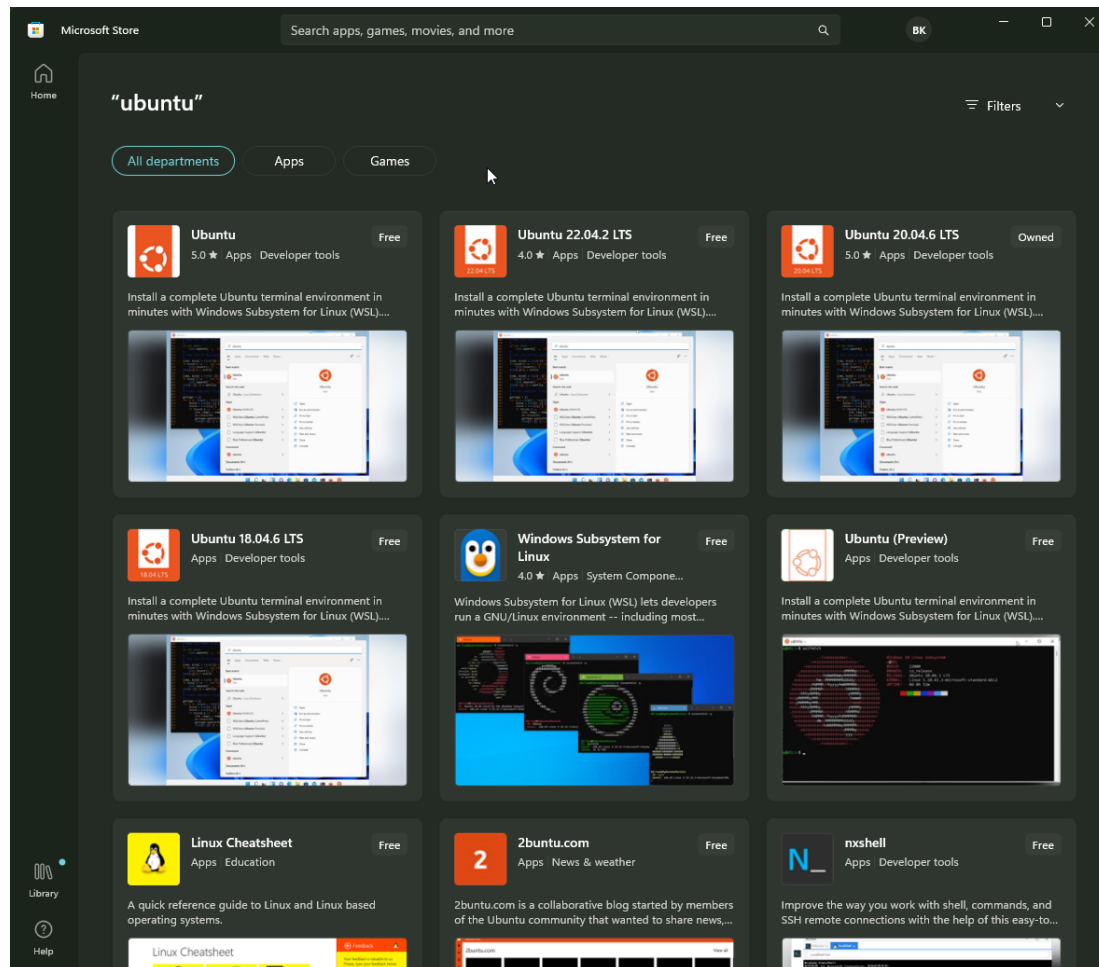 Microsoft Store
Search apps, games, movies, and more
BK
Home
“ubuntu”
Filters
All departments
Apps
Games
Ubuntu
Free
5.0 ★ Apps Developer tools
Install a complete Ubuntu terminal environment in
minutes with Windows Subsystem for Linux (WSL)....
Ubuntu 22.04.2 LTS
Free
4.0 ★ Apps Developer tools
22.04 LTS
Install a complete Ubuntu terminal environment in
minutes with Windows Subsystem for Linux (WSL)....
Ubuntu 20.04.6 LTS
Owned
5.0 ★ Apps Developer tools
20.04 LTS
Install a complete Ubuntu terminal environment in
minutes with Windows Subsystem for Linux (WSL)....
Ubuntu 18.04.6 LTS
Free
Apps Developer tools
18.04 LTS
Install a complete Ubuntu terminal environment in
minutes with Windows Subsystem for Linux (WSL)....
Windows Subsystem for
Linux
Free
4.0 ★ Apps System Compone...
Windows Subsystem for Linux (WSL) lets developers
run a GNU/Linux environment -- including most...
Ubuntu (Preview)
Free
Apps Developer tools
Install a complete Ubuntu terminal environment in
minutes with Windows Subsystem for Linux (WSL)....
Linux Cheatsheet
Free
Apps Education
A quick reference guide to Linux and Linux based
operating systems.
Linux Cheatsheet
Feedback
2
2buntu.com
Free
Apps News & weather
2buntu.com is a collaborative blog started by members
of the Ubuntu community that wanted to share news,...
2buntu.com
View all
N_
nxshell
Free
Apps Developer tools
Improve the way you work with shell, commands, and
SSH remote connections with the help of this easy-to...
Library
Help